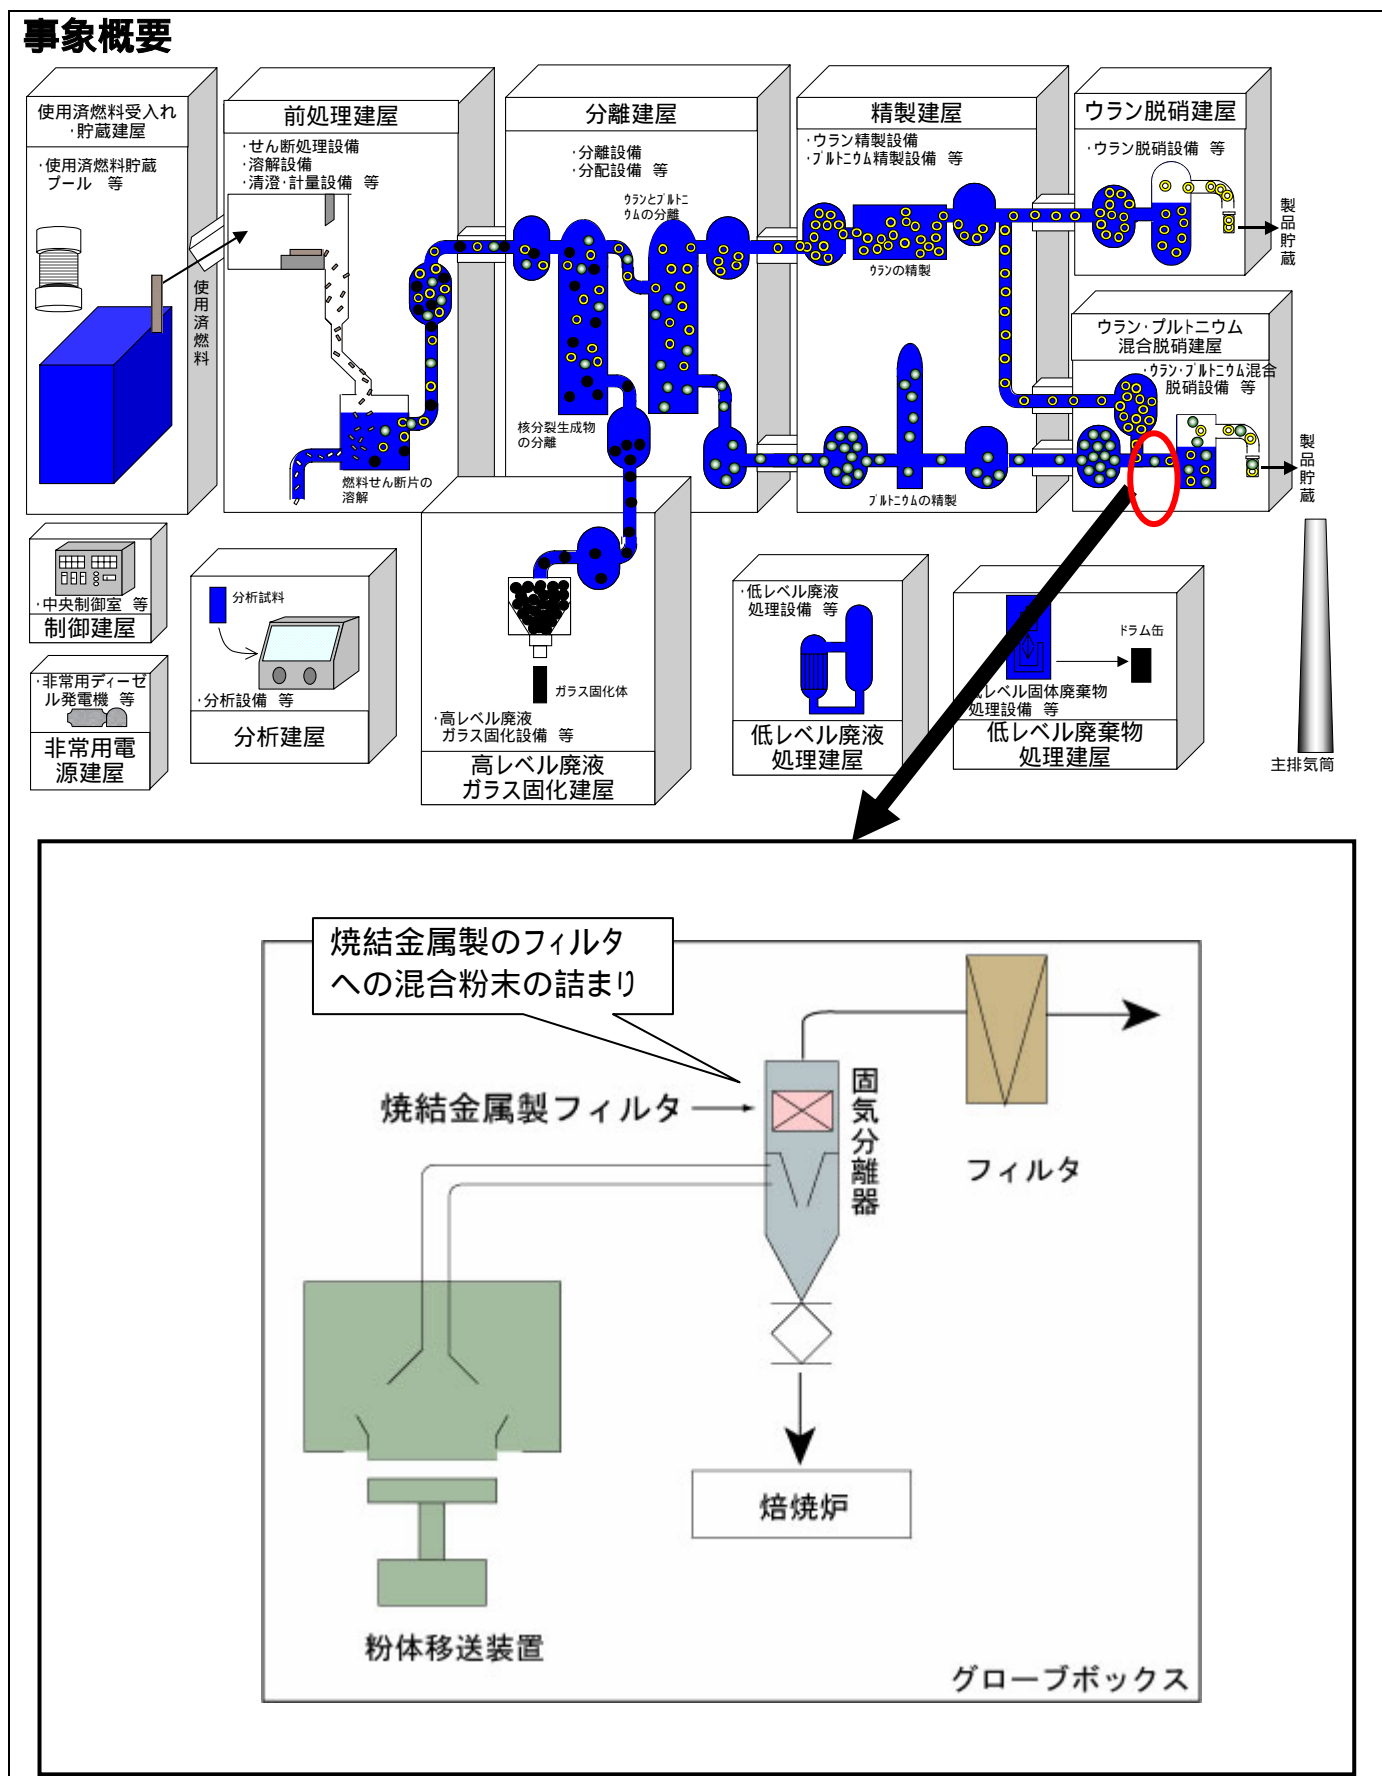 事象概要
使用済燃料受入れ
・貯蔵建屋
・使用済燃料貯蔵
プール 等
使用済燃料
前処理建屋
・せん断処理設備
・溶解設備
・清澄・計量設備 等
燃料せん断片の
溶解
分離建屋
・分離設備
・分配設備 等
ウランとプルトニ
ウムの分離
核分裂生成物
の分離
精製建屋
・ウラン精製設備
・プルトニウム精製設備 等
ウランの精製
プルトニウムの精製
ウラン脱硝建屋
・ウラン脱硝設備 等
製品貯蔵
ウラン・プルトニウム
混合脱硝建屋
・ウラン・プルトニウム混合
脱硝設備 等
製品貯蔵
・中央制御室 等
制御建屋
・非常用ディーゼ
ル発電機 等
非常用電
源建屋
分析試料
・分析設備 等
分析建屋
ガラス固化体
・高レベル廃液
ガラス固化設備 等
高レベル廃液
ガラス固化建屋
・低レベル廃液
処理設備 等
低レベル廃液
処理建屋
ドラム缶
レベル固体廃棄物
処理設備 等
低レベル廃棄物
処理建屋
主排気筒
焼結金属製のフィルタ
への混合粉末の詰まり
焼結金属製フィルタ
固気分離器
フィルタ
焙焼炉
粉体移送装置
グローブボックス